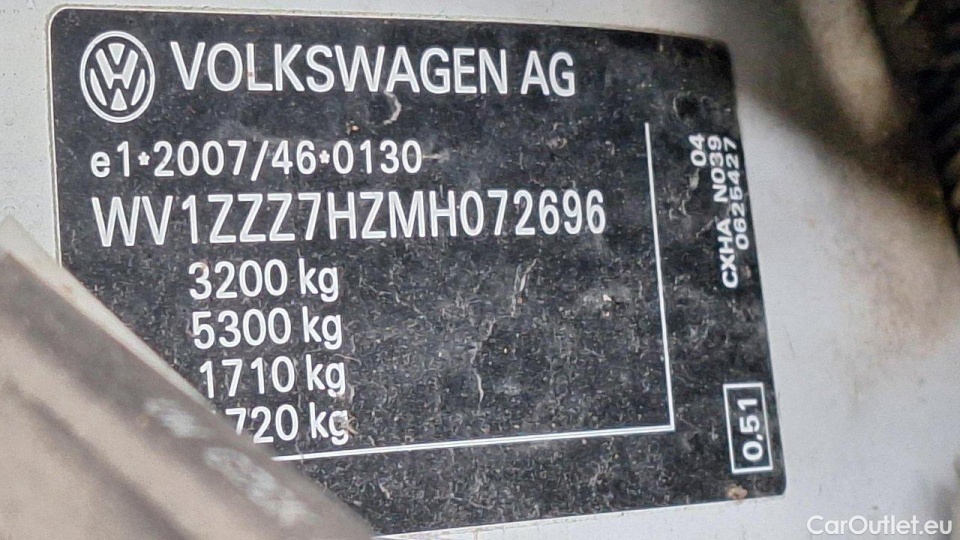 VOLKSWAGEN AG
e1*2007/46*0130
WV1ZZZ7HZMH072696
3200 kg
5300 kg
1710 kg
720 kg
04
CXHA N039
0625427
0.51
CarOutlet.eu